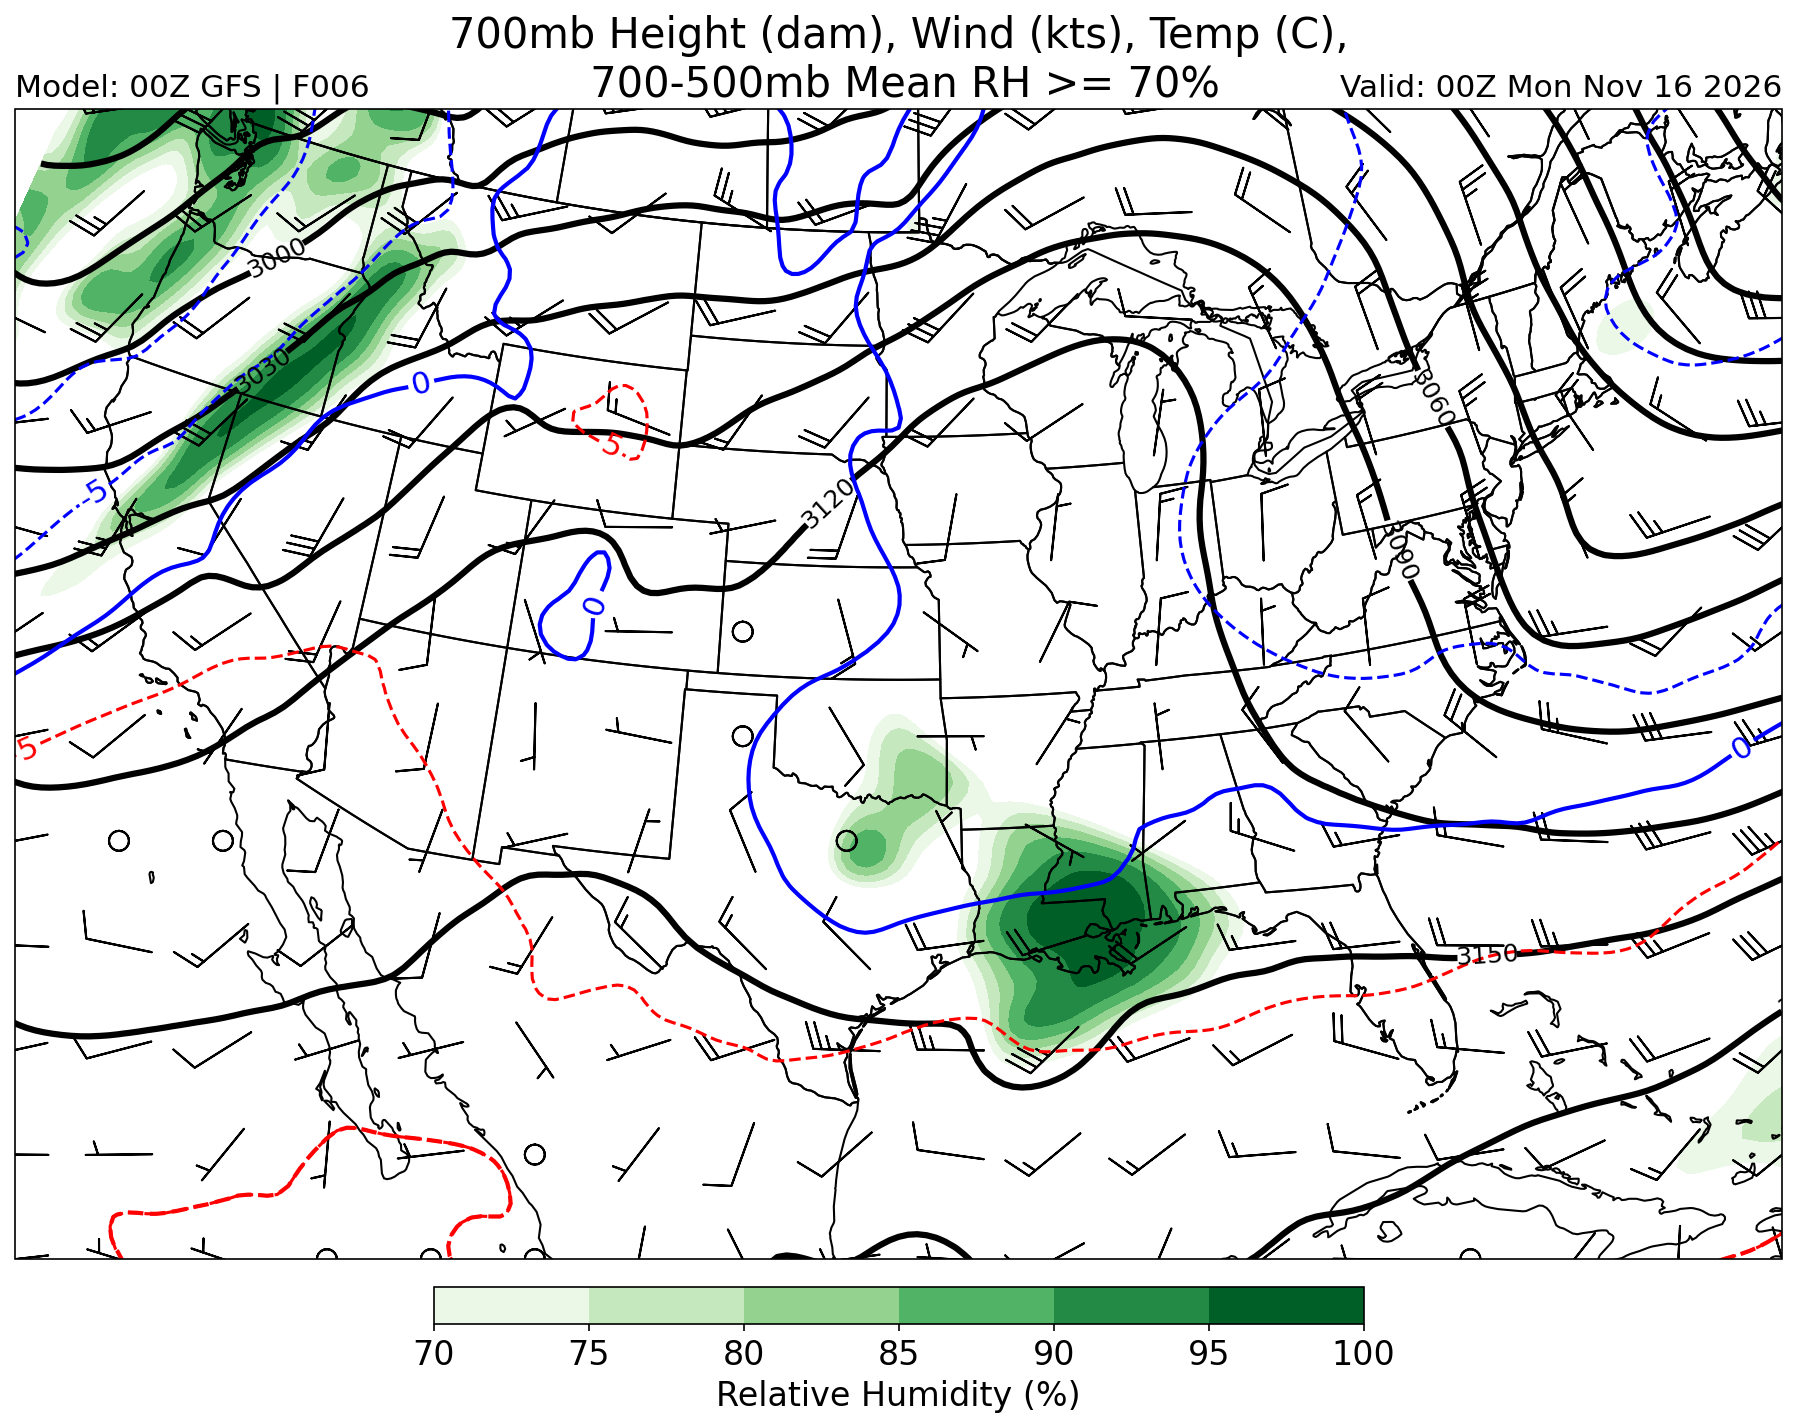 700mb Height (dam), Wind (kts), Temp (C),
700-500mb Mean RH >= 70%
Model: 00Z GFS | F006
Valid: 00Z Mon Nov 16 2026
3000
3030
0
5
-5
3120
3060
3090
0
5
0
3150
70 75 80 85 90 95 100
Relative Humidity (%)